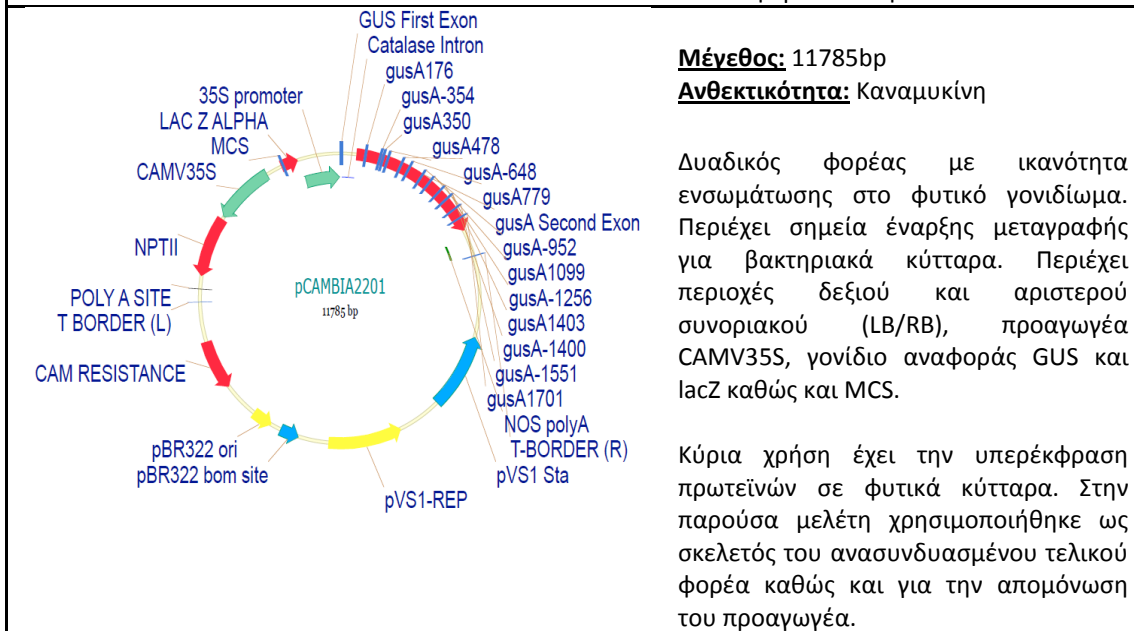 GUS First Exon
Catalase Intron
gusA176
35S promoter
gusA-354
LAC Z ALPHA
gusA350
MCS
gusA478
CAMV35S
gusA-648
gusA779
gusA Second Exon
NPTII
gusA-952
gusA1099
POLY A SITE
pCAMBIA2201
gusA-1256
T BORDER (L)
11785 bp
gusA1403
gusA-1400
CAM RESISTANCE
gusA-1551
gusA1701
NOS polyA
pBR322 ori
T-BORDER (R)
pBR322 bom site
pVS1 Sta
pVS1-REP
Μέγεθος: 11785bp
Ανθεκτικότητα: Καναμυκίνη
Δυαδικός φορέας με ικανότητα
ενσωμάτωσης στο φυτικό γονιδίωμα.
Περιέχει σημεία έναρξης μεταγραφής
για βακτηριακά κύτταρα. Περιέχει
περιοχές δεξιού και αριστερού
συνοριακού (LB/RB), προαγωγέα
CAMV35S, γονίδιο αναφοράς GUS και
lacZ καθώς και MCS.
Κύρια χρήση έχει την υπερέκφραση
πρωτεϊνών σε φυτικά κύτταρα. Στην
παρούσα μελέτη χρησιμοποιήθηκε ως
σκελετός του ανασυνδυασμένου τελικού
φορέα καθώς και για την απομόνωση
του προαγωγέα.